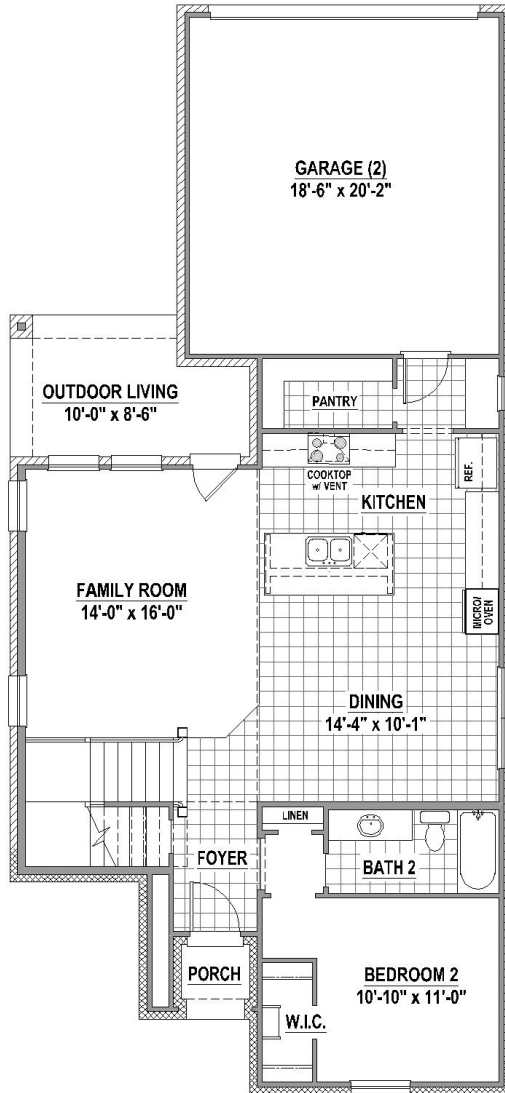 GARAGE (2)
18'-6" x 20'-2"
OUTDOOR LIVING
10'-0" x 8'-6"
PANTRY
COOKTOP
w/ VENT
REF.
KITCHEN
FAMILY ROOM
14'-0" x 16'-0"
MICRO/
OVEN
DINING
14'-4" x 10'-1"
LINEN
FOYER
BATH 2
PORCH
BEDROOM 2
10'-10" x 11'-0"
W.I.C.